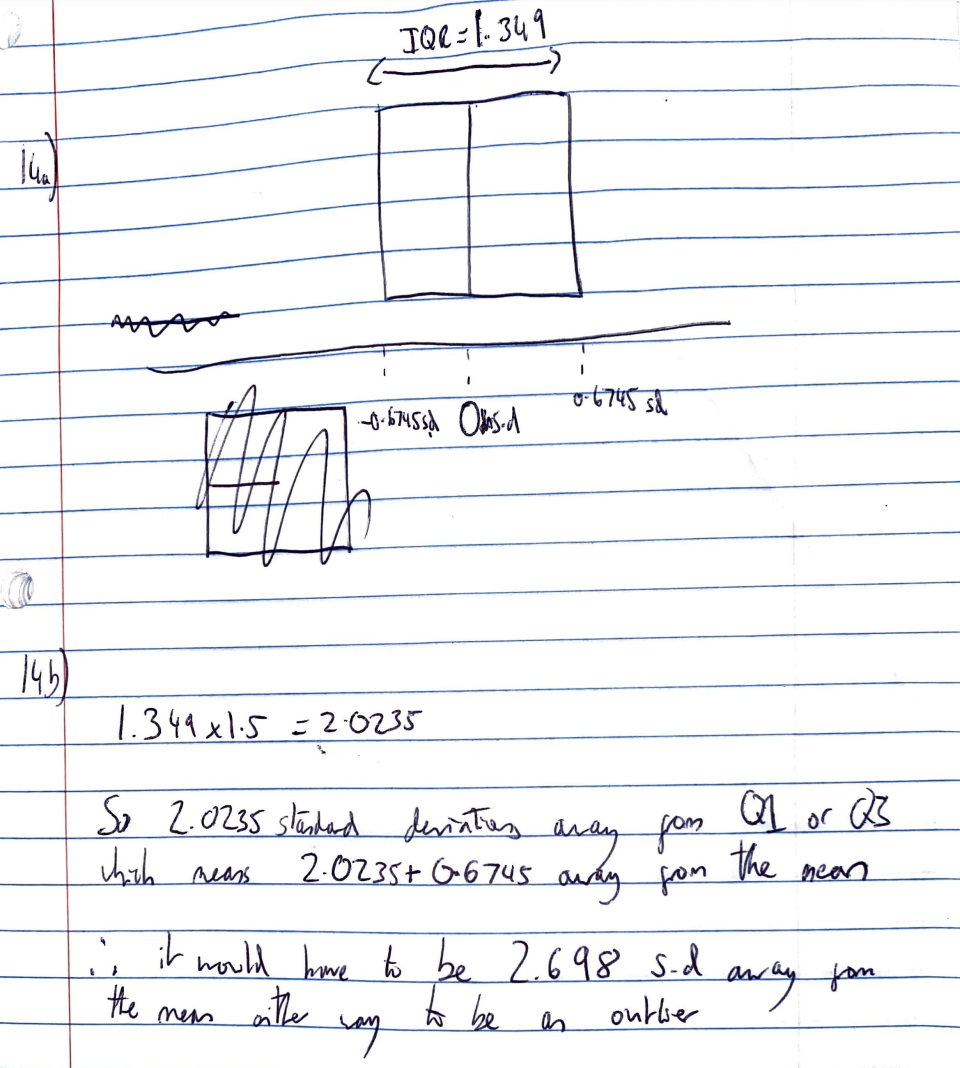 IQR = 1.349
14a)
-0.6745sd 0 s.d 0.6745 sd
14b)
1.349 x 1.5 = 2.0235
So 2.0235 standard deviations away from Q1 or Q3
which means 2.0235 + 0.6745 away from the mean
∴ it would have to be 2.698 s.d away from
the mean either way to be an outlier